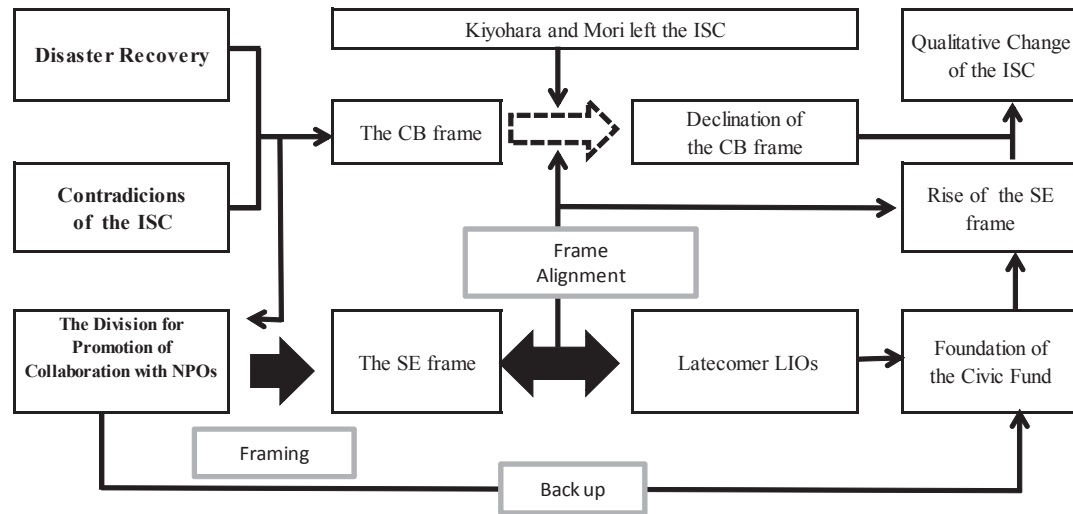 Disaster Recovery
Kiyohara and Mori left the ISC
Qualitative Change
of the ISC
The CB frame
Declination of
the CB frame
Contradicions
of the ISC
Rise of the SE
frame
Frame
Alignment
The Division for
Promotion of
Collaboration with NPOs
The SE frame
Latecomer LIOs
Foundation of
the Civic Fund
Framing
Back up